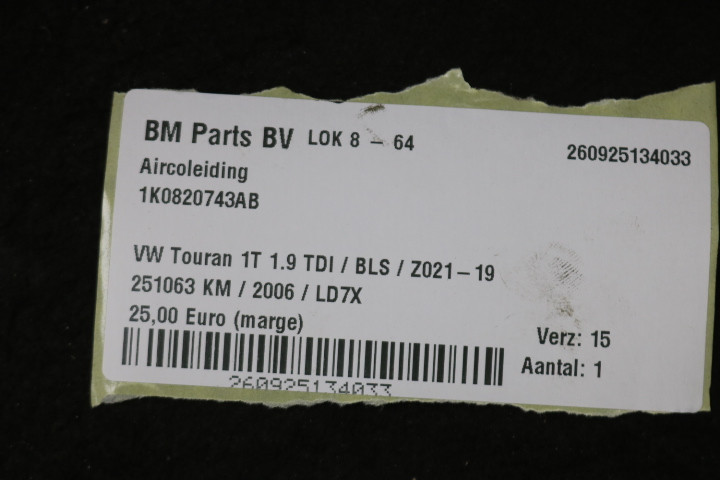 BM Parts BV LOK 8 - 64
260925134033
Aircoleiding
1K0820743AB
VW Touran 1T 1.9 TDI / BLS / Z021-19
251063 KM / 2006 / LD7X
25,00 Euro (marge)
Verz: 15
Aantal: 1
260925134033